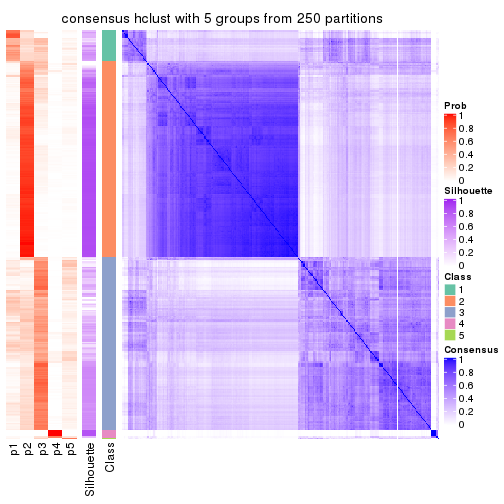 consensus hclust with 5 groups from 250 partitions
Prob
1
0.8
0.6
0.4
0.2
0
Silhouette
1
0.8
0.6
0.4
0.2
0
Class
1
2
3
4
5
Consensus
1
0.8
0.6
0.4
0.2
0
p1
p2
p3
p4
p5
Silhouette
Class